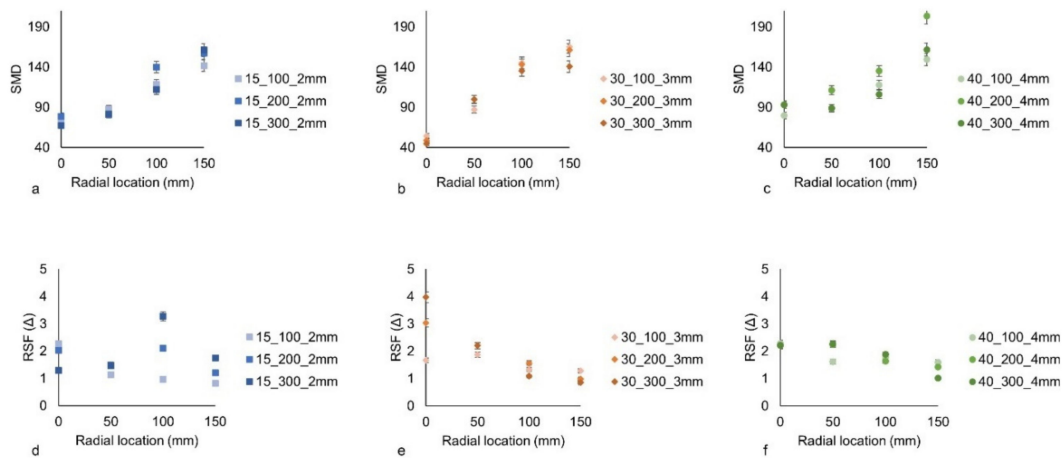 190
140
90
40
SMD
0 50 100 150
Radial location (mm)
15_100_2mm
15_200_2mm
15_300_2mm
a
190
140
90
40
SMD
0 50 100 150
Radial location (mm)
30_100_3mm
30_200_3mm
30_300_3mm
b
190
140
90
40
SMD
0 50 100 150
Radial location (mm)
40_100_4mm
40_200_4mm
40_300_4mm
c
5
4
3
2
1
0
RSF (Δ)
0 50 100 150
Radial location (mm)
15_100_2mm
15_200_2mm
15_300_2mm
d
5
4
3
2
1
0
RSF (Δ)
0 50 100 150
Radial location (mm)
30_100_3mm
30_200_3mm
30_300_3mm
e
5
4
3
2
1
0
RSF (Δ)
0 50 100 150
Radial location (mm)
40_100_4mm
40_200_4mm
40_300_4mm
f